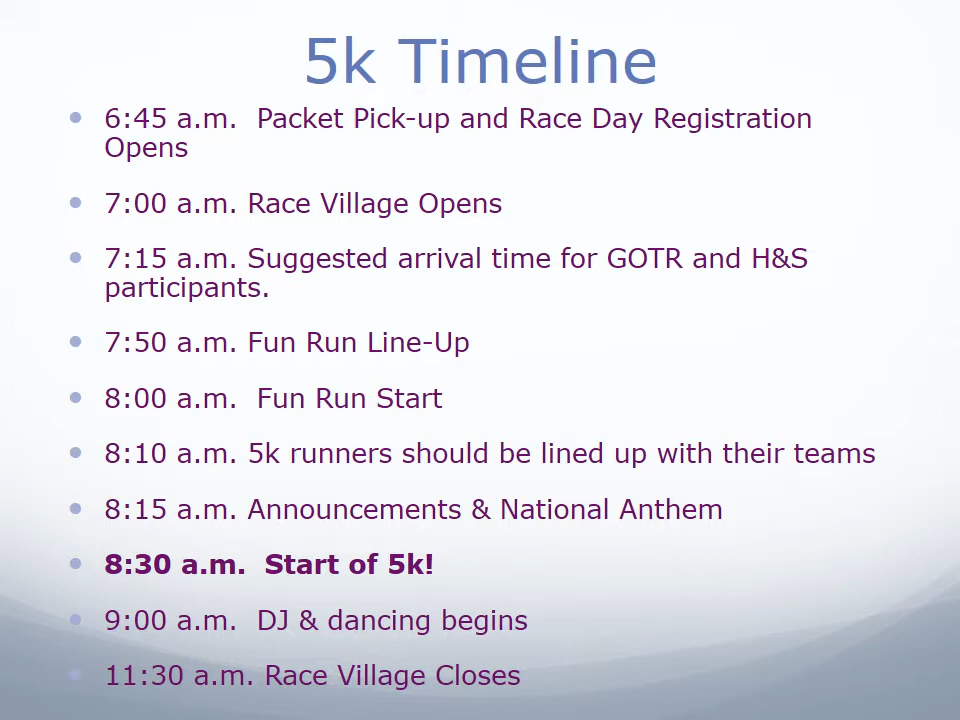 5k Timeline
• 6:45 a.m.  Packet Pick-up and Race Day Registration
Opens
• 7:00 a.m. Race Village Opens
• 7:15 a.m. Suggested arrival time for GOTR and H&S
participants.
• 7:50 a.m. Fun Run Line-Up
• 8:00 a.m.  Fun Run Start
• 8:10 a.m. 5k runners should be lined up with their teams
• 8:15 a.m. Announcements & National Anthem
• 8:30 a.m.  Start of 5k!
• 9:00 a.m.  DJ & dancing begins
• 11:30 a.m. Race Village Closes